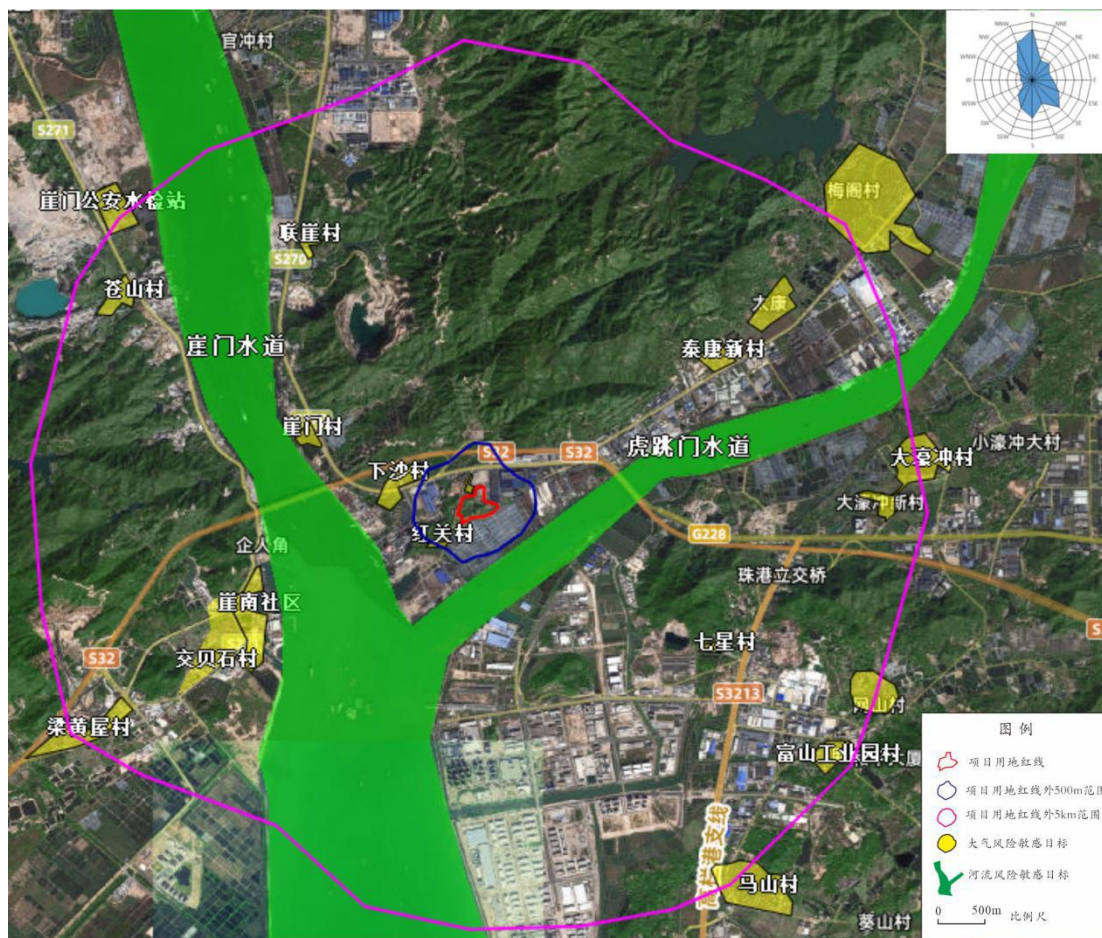 官冲村
N
NNW
NNE
NW
NE
WNW
ENE
W
E
WSW
ESE
SW
SE
SSW
SSE
S
S271
崖门公安水检站
梅阁村
联崖村
S270
苍山村
太康
崖门水道
泰康新村
崖门村
虎跳门水道
小濠冲大村
S32
S32
大濠冲村
下沙村
大濠冲新村
红关村
G228
企人角
珠港立交桥
崖南社区
七星村
交贝石村
S32
S3213
梁黄屋村
图例
富山工业园村
项目用地红线
项目用地红线外500m范围
项目用地红线外5km范围
高栏港支线
大气风险敏感目标
马山村
河流风险敏感目标
0 500m 比例尺
葵山村